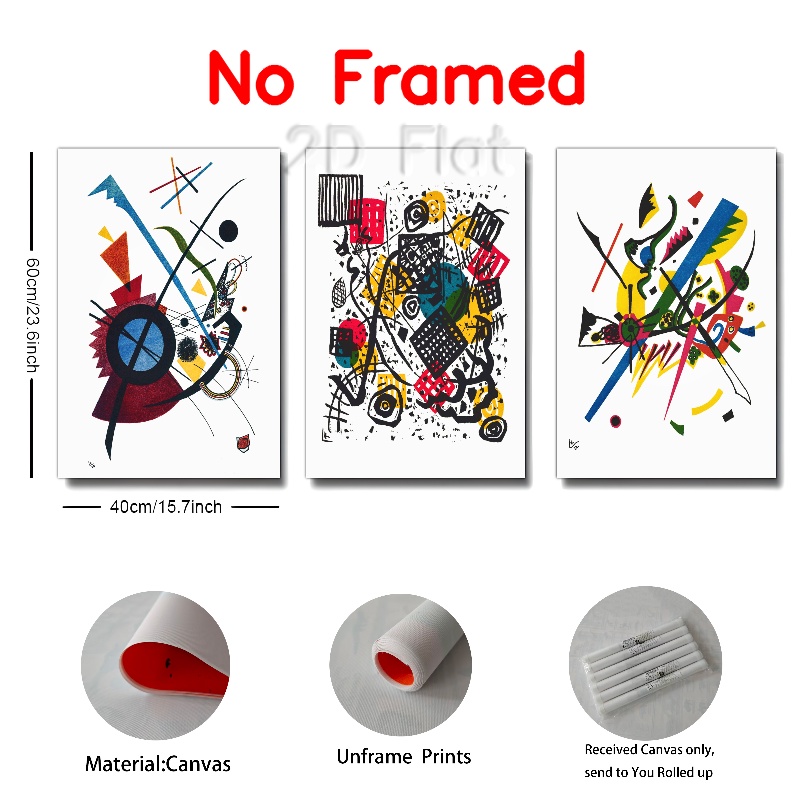 No Framed
2D Flat
60cm/23.6inch
40cm/15.7inch
Material:Canvas
Unframe Prints
Received Canvas only,
send to You Rolled up